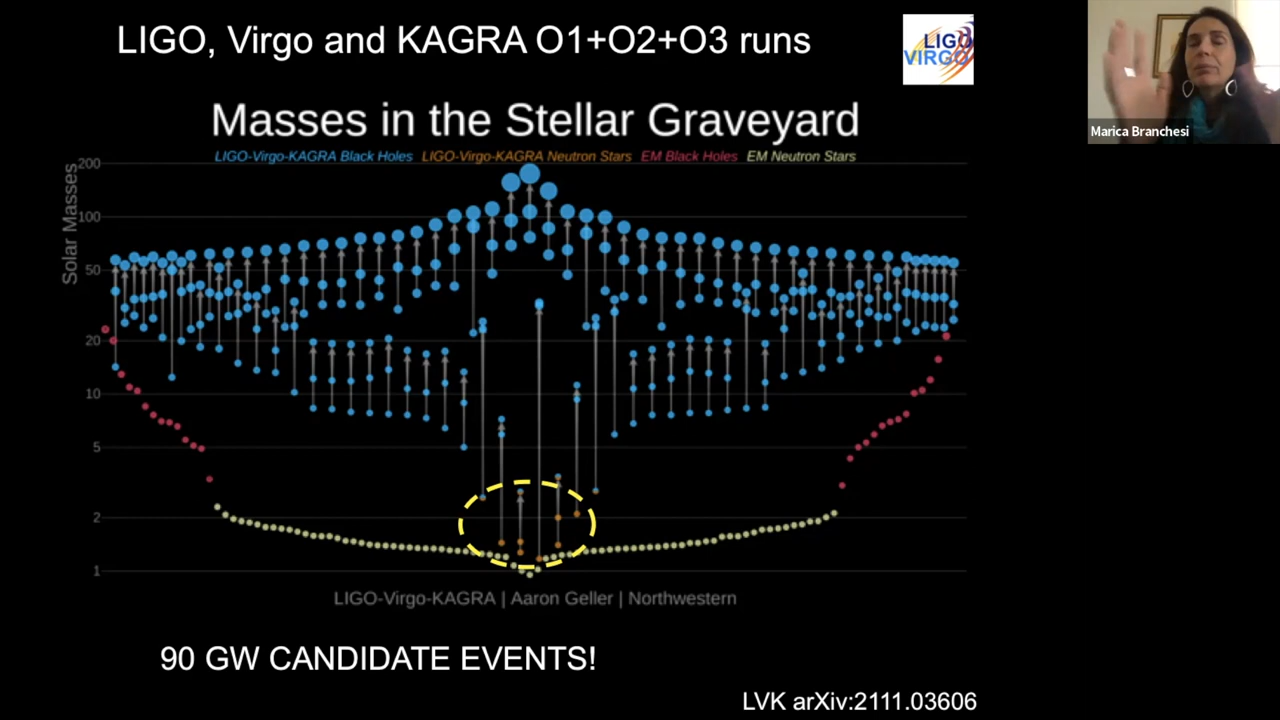 LIGO, Virgo and KAGRA O1+O2+O3 runs
LIGO
VIRGO
Marica Branchesi
Masses in the Stellar Graveyard
LIGO-Virgo-KAGRA Black Holes LIGO-Virgo-KAGRA Neutron Stars EM Black Holes EM Neutron Stars
Solar Masses
200
100
50
20
10
5
2
1
LIGO-Virgo-KAGRA | Aaron Geller | Northwestern
90 GW CANDIDATE EVENTS!
LVK arXiv:2111.03606